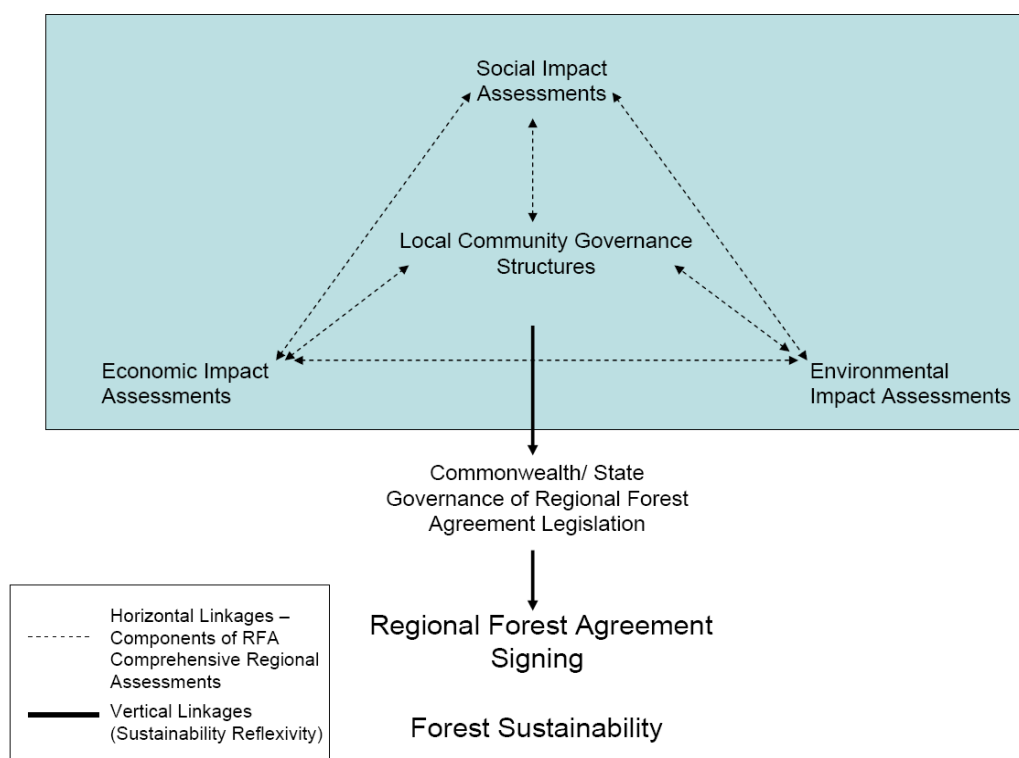 Social Impact
Assessments
Local Community Governance
Structures
Economic Impact
Assessments
Environmental
Impact Assessments
Commonwealth/ State
Governance of Regional Forest
Agreement Legislation
Regional Forest Agreement
Signing
Forest Sustainability
Horizontal Linkages –
Components of RFA
Comprehensive Regional
Assessments
Vertical Linkages
(Sustainability Reflexivity)